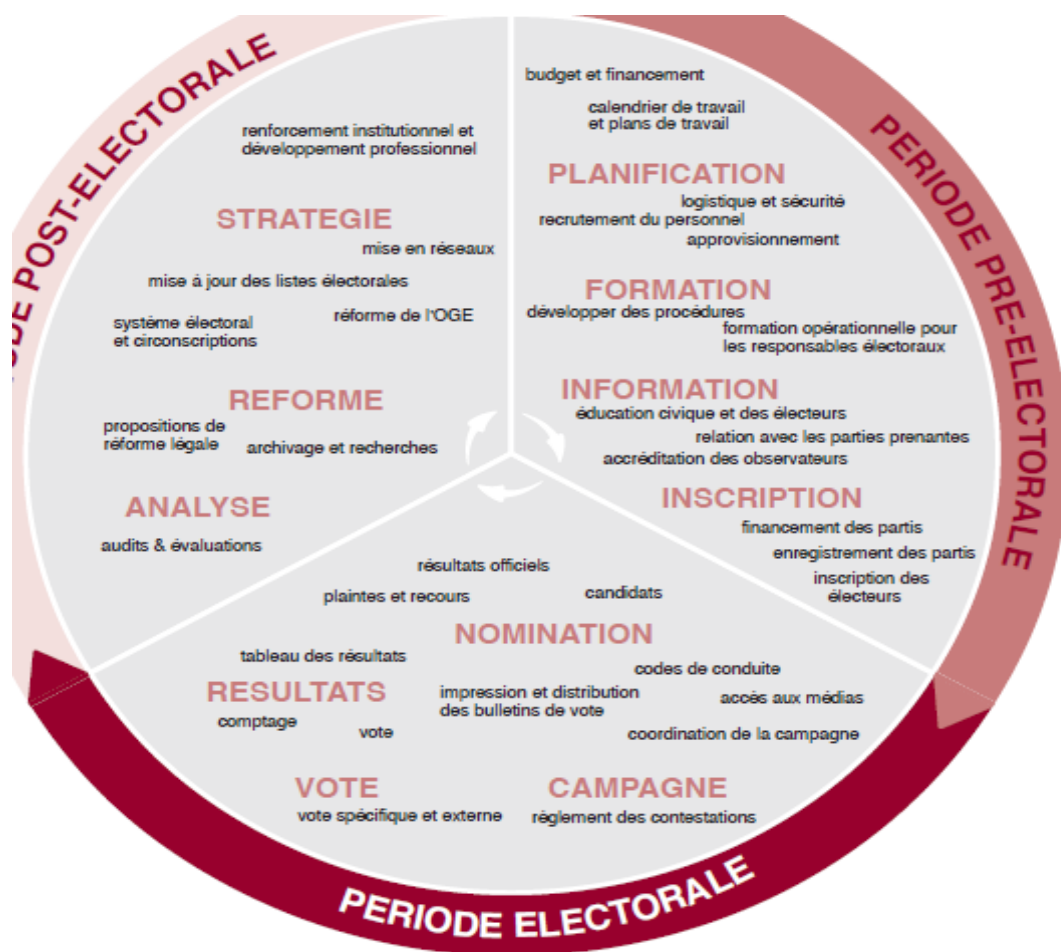 PERIODE PRE-ELECTORALE
budget et financement
calendrier de travail
et plans de travail
PLANIFICATION
logistique et sécurité
recrutement du personnel
approvisionnement
FORMATION
développer des procédures
formation opérationnelle pour
les responsables électoraux
INFORMATION
éducation civique et des électeurs
relation avec les parties prenantes
accréditation des observateurs
INSCRIPTION
financement des partis
enregistrement des partis
inscription des
électeurs
PERIODE ELECTORALE
candidats
NOMINATION
codes de conduite
accès aux médias
impression et distribution
des bulletins de vote
coordination de la campagne
CAMPAGNE
règlement des contestations
VOTE
vote spécifique et externe
vote
comptage
RESULTATS
tableau des résultats
plaintes et recours
résultats officiels
POST-ELECTORALE
audits & évaluations
ANALYSE
propositions de
réforme légale
archivage et recherches
REFORME
système électoral
et circonscriptions
réforme de l'OGE
mise à jour des listes électorales
mise en réseaux
STRATEGIE
renforcement institutionnel et
développement professionnel